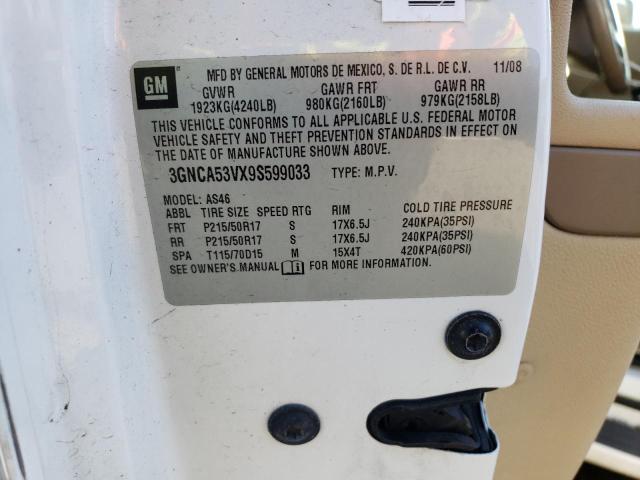 GM
MFD BY GENERAL MOTORS DE MEXICO, S. DE R.L. DE C.V. 11/08
GVWR GAWR FRT GAWR RR
1923KG(4240LB) 980KG(2160LB) 979KG(2158LB)
THIS VEHICLE CONFORMS TO ALL APPLICABLE U.S. FEDERAL MOTOR
VEHICLE SAFETY AND THEFT PREVENTION STANDARDS IN EFFECT ON
THE DATE OF MANUFACTURE SHOWN ABOVE.
3GNCA53VX9S599033 TYPE: M.P.V.
MODEL: AS46
ABBL TIRE SIZE SPEED RTG RIM COLD TIRE PRESSURE
FRT P215/50R17 S 17X6.5J 240KPA(35PSI)
RR P215/50R17 S 17X6.5J 240KPA(35PSI)
SPA T115/70D15 M 15X4T 420KPA(60PSI)
SEE OWNER'S MANUAL FOR MORE INFORMATION.